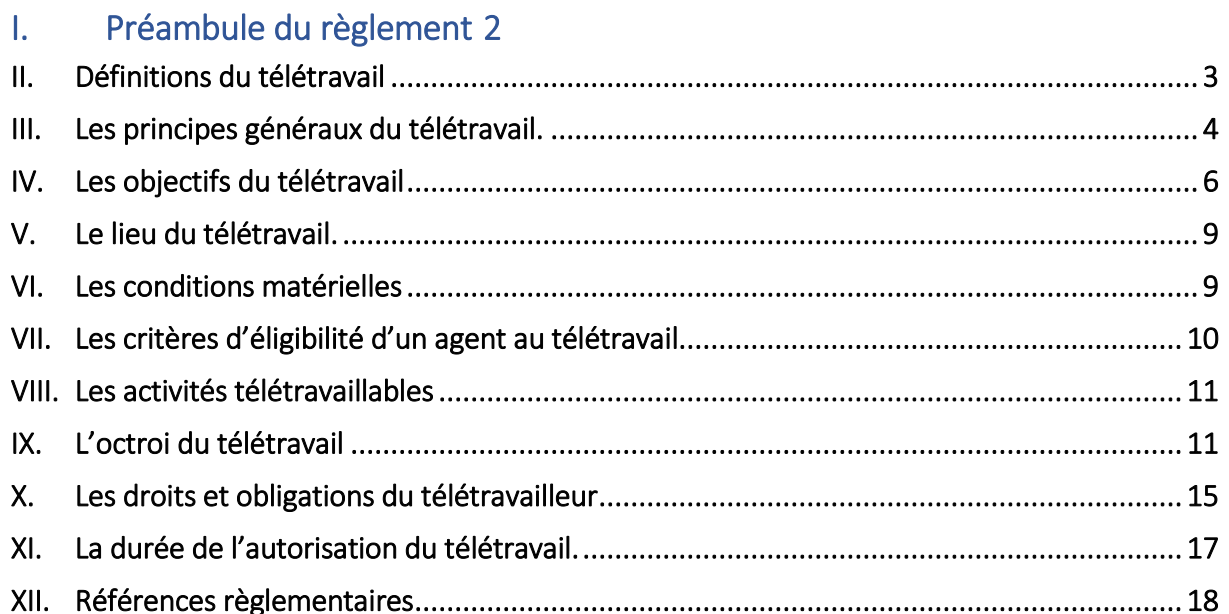 I. Préambule du règlement 2
II. Définitions du télétravail ........ 3
III. Les principes généraux du télétravail. ........ 4
IV. Les objectifs du télétravail ........ 6
V. Le lieu du télétravail. ........ 9
VI. Les conditions matérielles ........ 9
VII. Les critères d’éligibilité d’un agent au télétravail ........ 10
VIII. Les activités télétravaillables ........ 11
IX. L’octroi du télétravail ........ 11
X. Les droits et obligations du télétravailleur ........ 15
XI. La durée de l’autorisation du télétravail. ........ 17
XII. Références règlementaires ........ 18